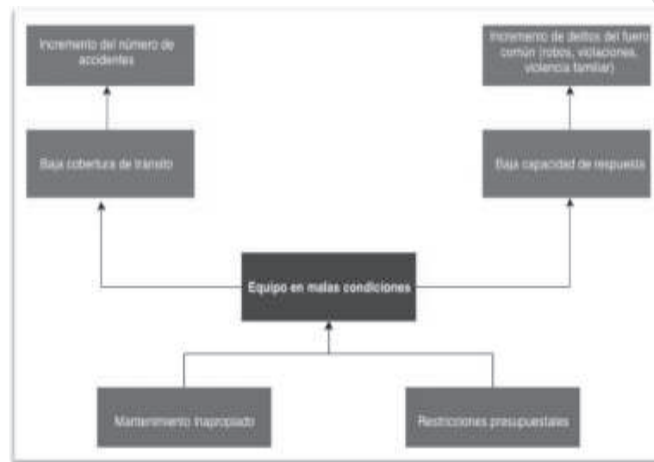 Incremento del número de
accidentes
Incremento de delitos del fuero
común (robos, violaciones,
violencia familiar)
Baja cobertura de tránsito
Baja capacidad de respuesta
Equipo en malas condiciones
Mantenimiento inapropiado
Restricciones presupuestales